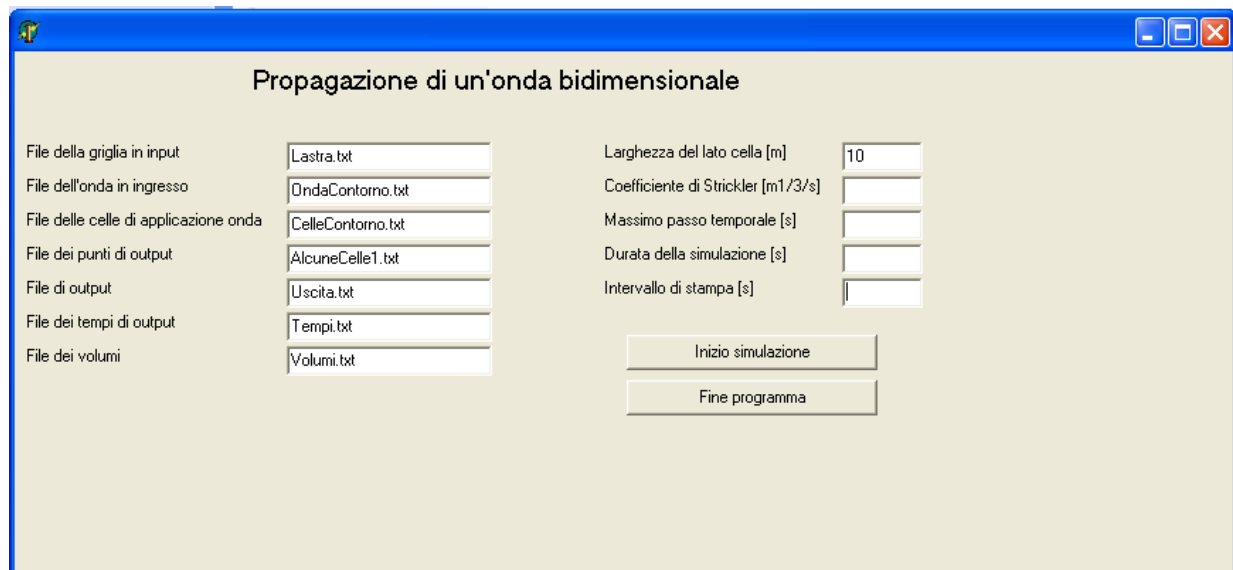 Propagazione di un'onda bidimensionale
File della griglia in input
Lastra.txt
File dell'onda in ingresso
OndaContorno.txt
File delle celle di applicazione onda
CelleContorno.txt
File dei punti di output
AlcuneCelle1.txt
File di output
Uscita.txt
File dei tempi di output
Tempi.txt
File dei volumi
Volumi.txt
Larghezza del lato cella [m]
10
Coefficiente di Strickler [m1/3/s]
Massimo passo temporale [s]
Durata della simulazione [s]
Intervallo di stampa [s]
Inizio simulazione
Fine programma